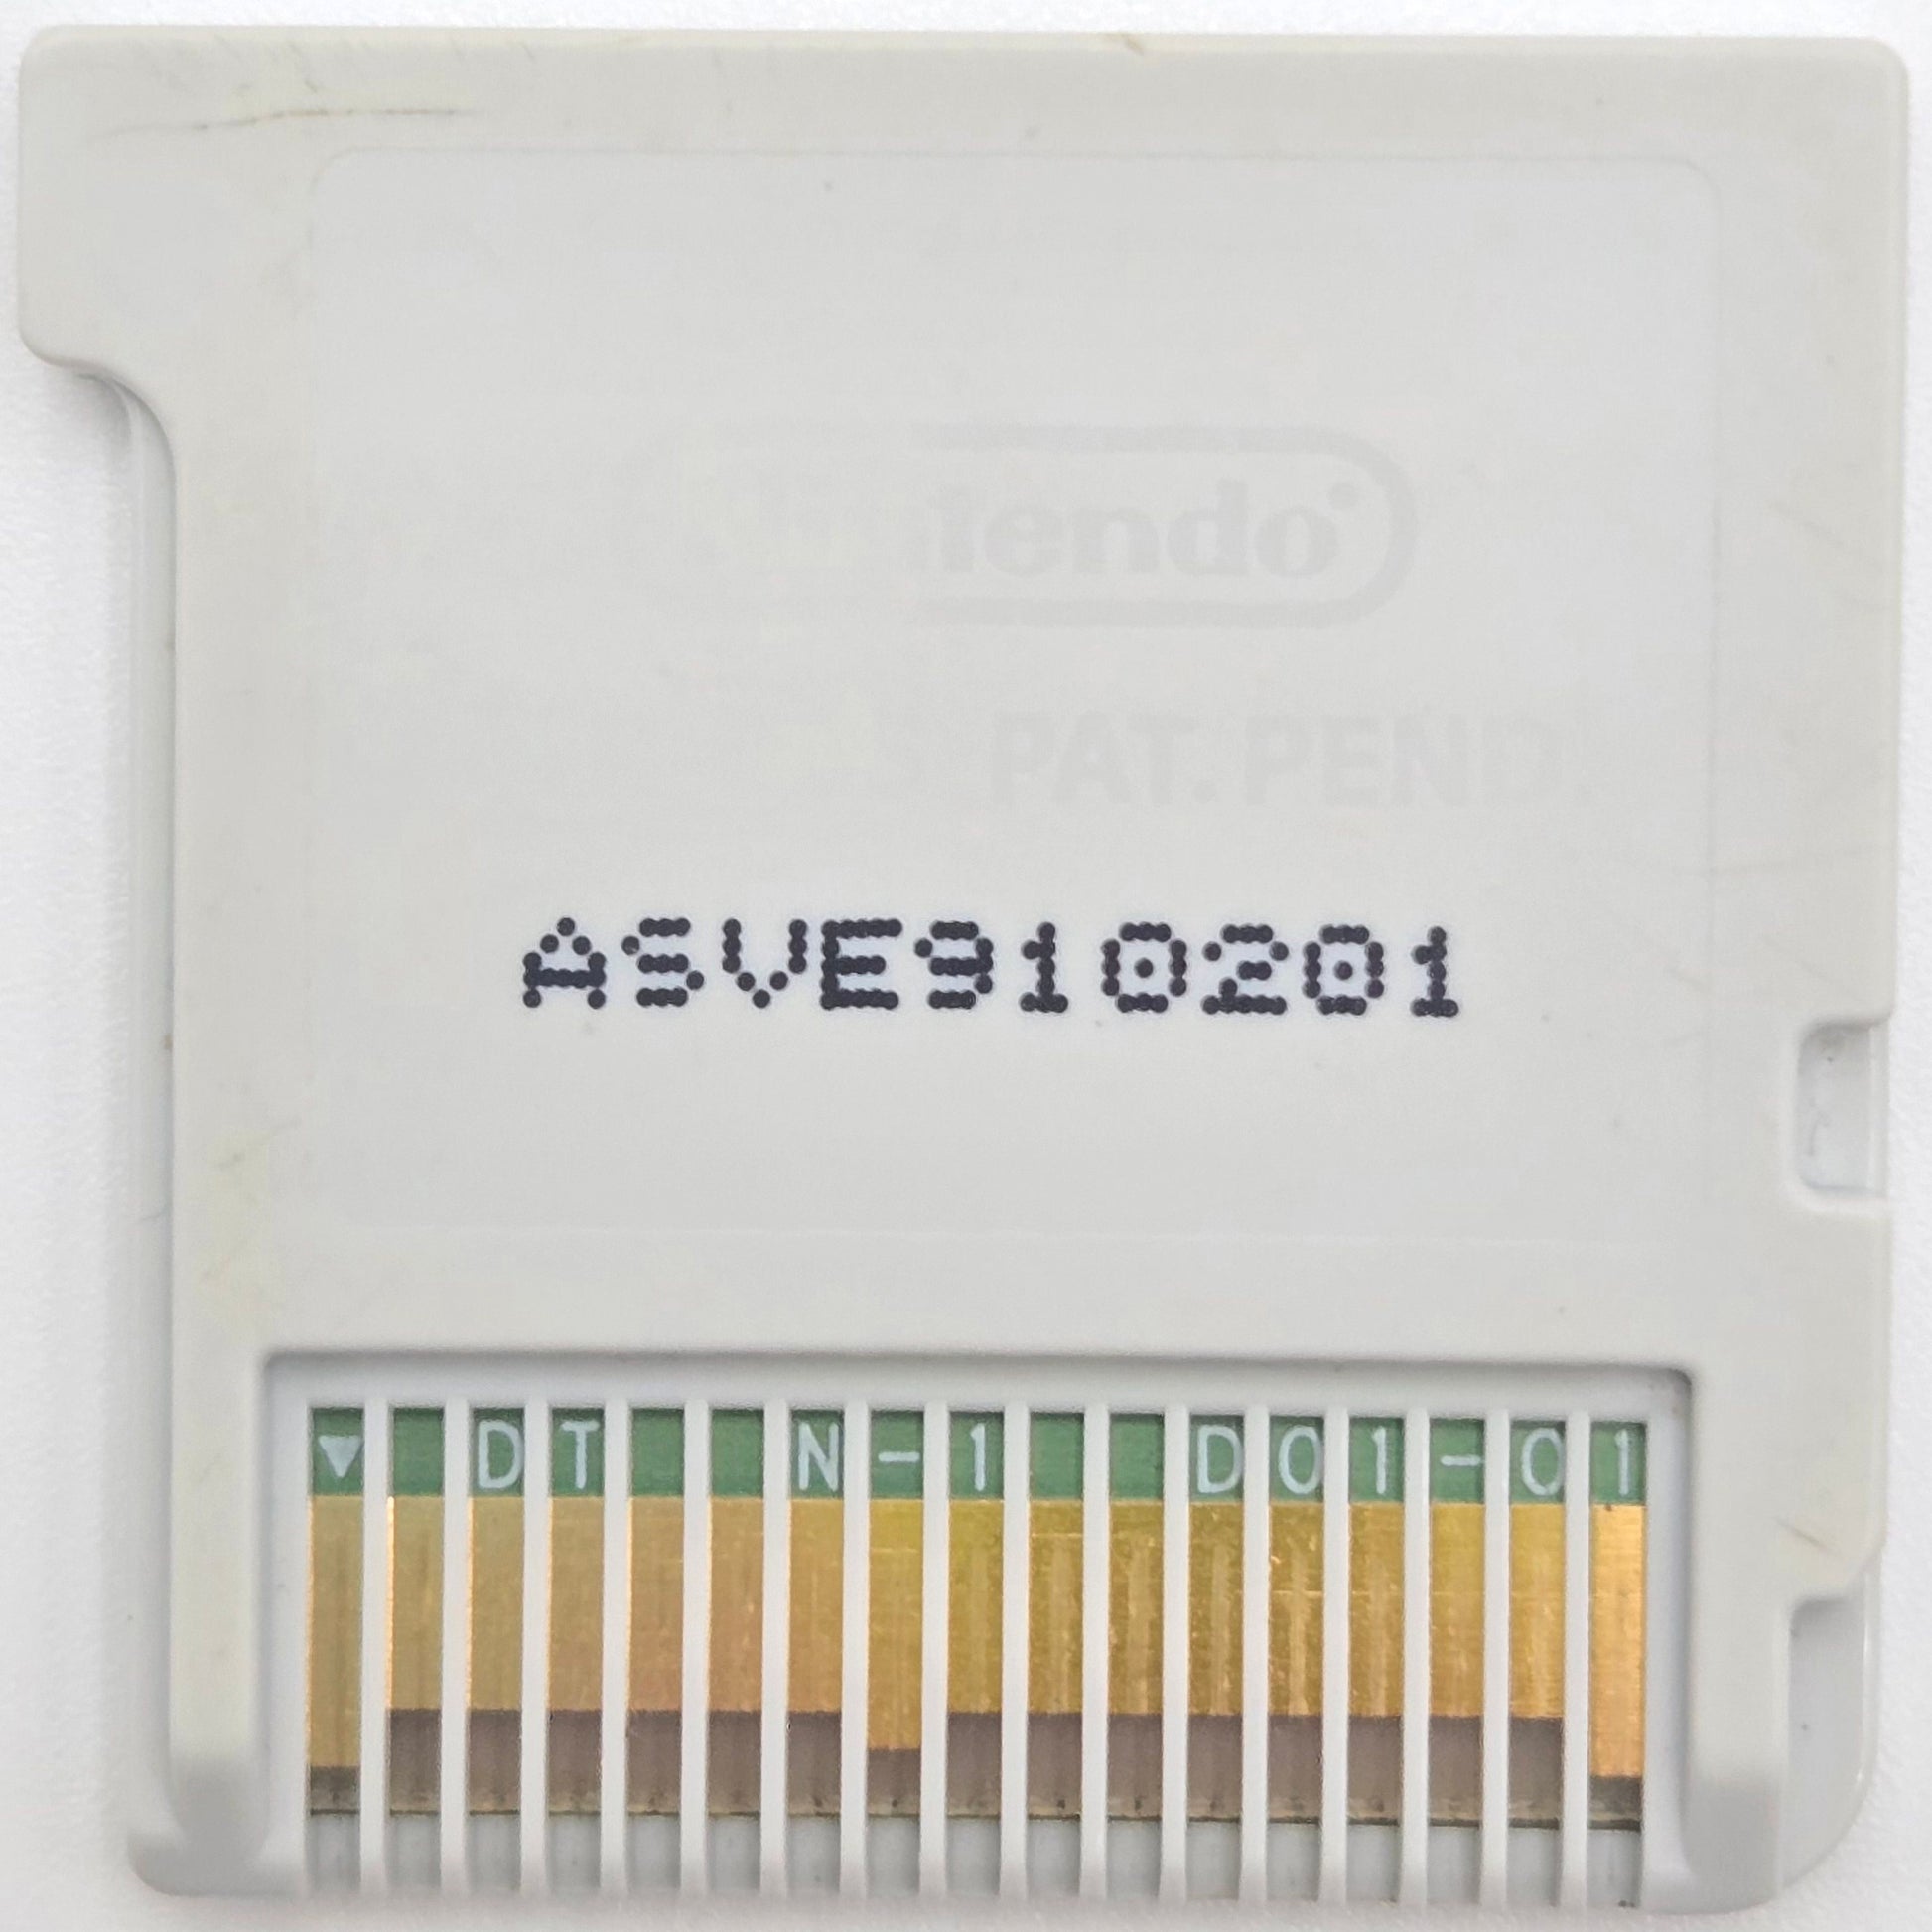 Nintendo®
PAT. PEND.
ASVE910201
▼ DT N-1 D01-01